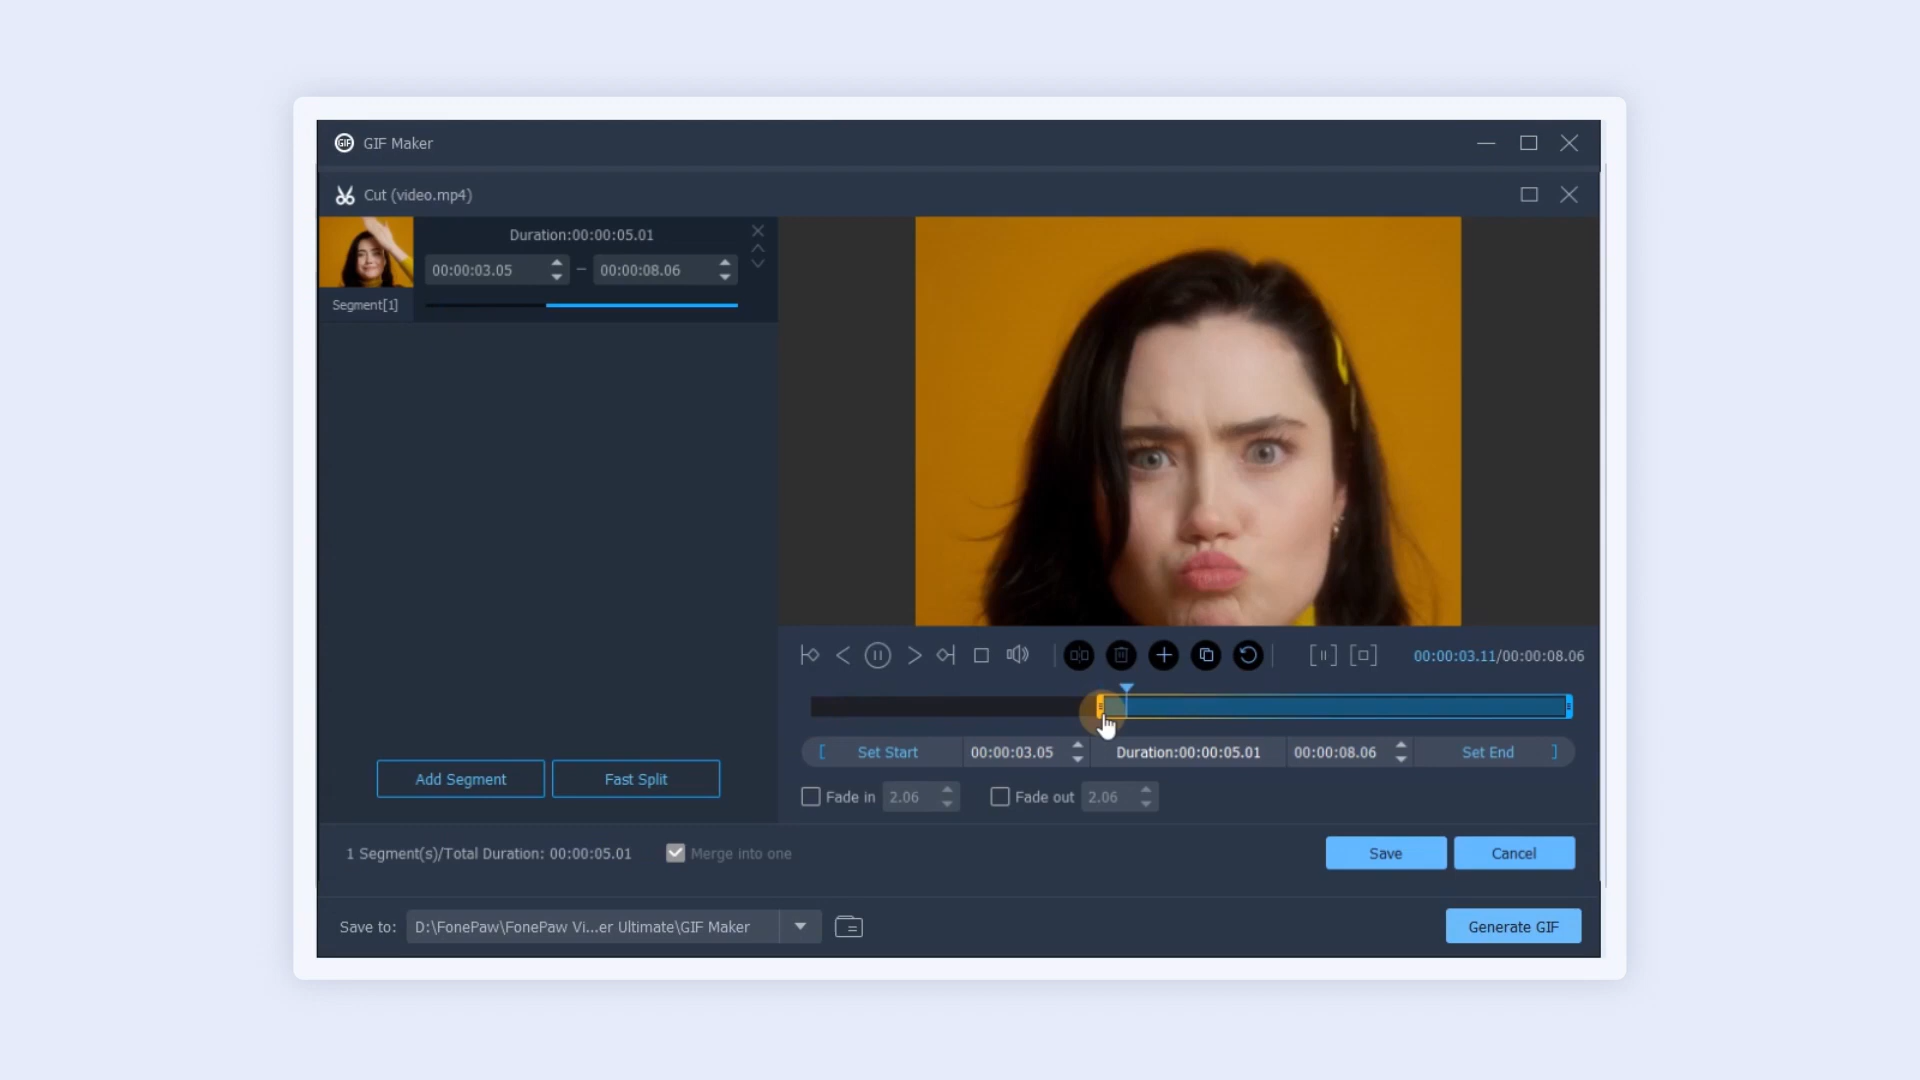 GIF GIF Maker
Cut (video.mp4)
Duration:00:00:05.01
00:00:03.05 – 00:00:08.06
Segment[1]
00:00:03.11/00:00:08.06
[ Set Start 00:00:03.05 Duration:00:00:05.01 00:00:08.06 Set End ]
Add Segment Fast Split
Fade in 2.06 Fade out 2.06
1 Segment(s)/Total Duration: 00:00:05.01 Merge into one Save Cancel
Save to: D:\FonePaw\FonePaw Vi...er Ultimate\GIF Maker Generate GIF